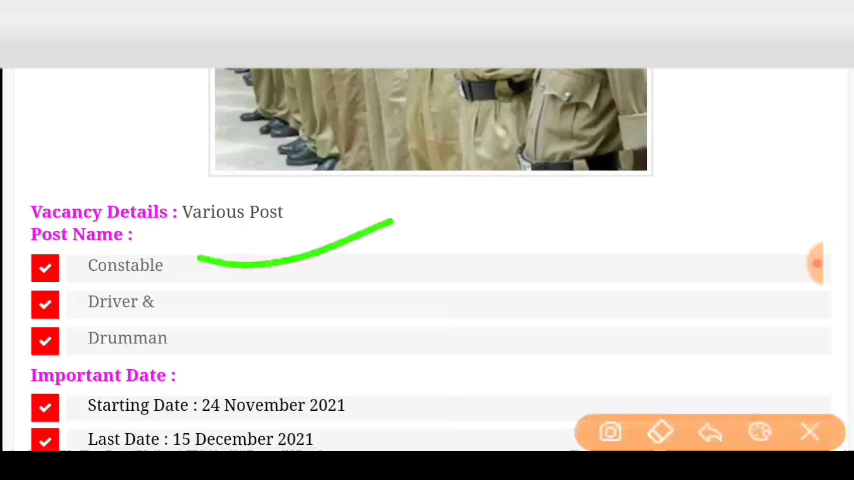 Vacancy Details : Various Post
Post Name :
Constable
Driver &
Drumman
Important Date :
Starting Date : 24 November 2021
Last Date : 15 December 2021